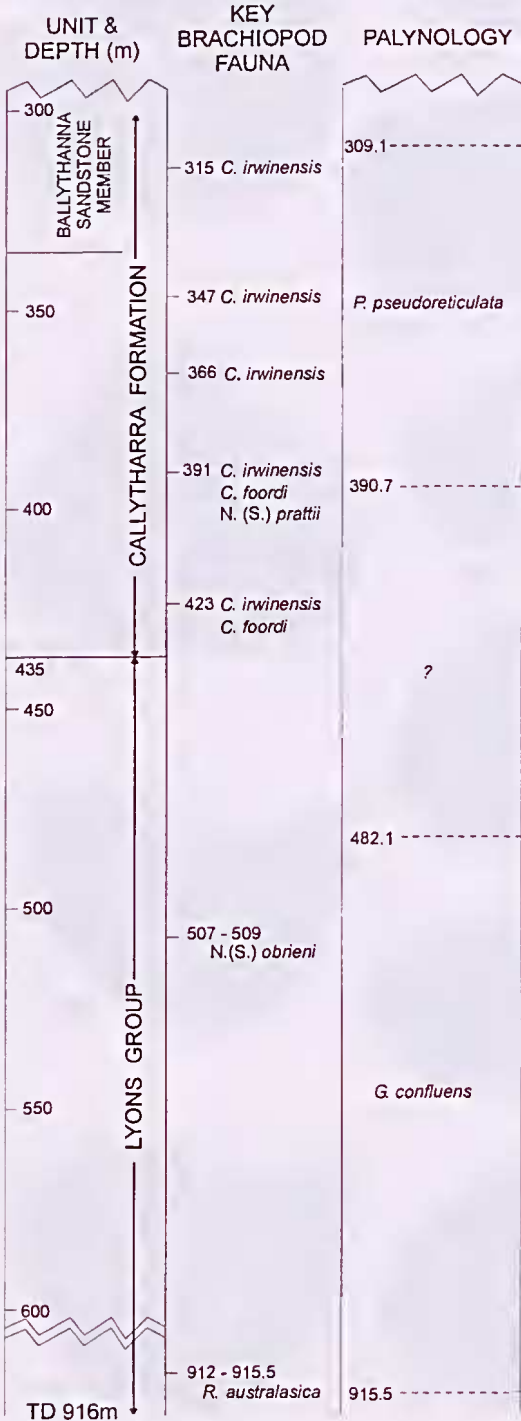 UNIT &
DEPTH (m)
KEY
BRACHIOPOD
FAUNA
PALYNOLOGY
300
BALLYTHANNA
SANDSTONE
MEMBER
CALLYTHARRA FORMATION
350
400
435
450
LYONS GROUP
500
550
600
TD 916m
315 C. irwinensis
347 C. irwinensis
366 C. irwinensis
391 C. irwinensis
C. foordi
N. (S.) prattii
423 C. irwinensis
C. foordi
507 - 509
N.(S.) obrieni
912 - 915.5
R. australasica
309.1
P. pseudoreticulata
390.7
?
482.1
G. confluens
915.5